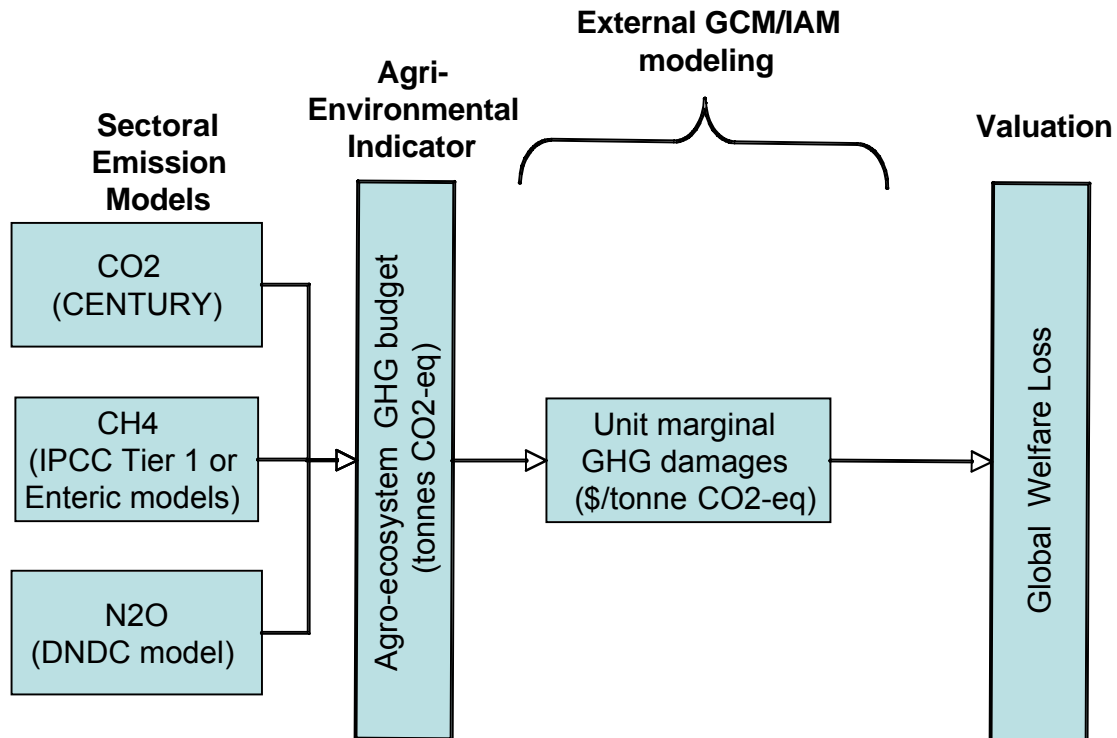 External GCM/IAM
modeling
Agri-
Environmental
Indicator
Sectoral
Emission
Models
Valuation
CO2
(CENTURY)
CH4
(IPCC Tier 1 or
Enteric models)
N2O
(DNDC model)
Agro-ecosystem GHG budget
(tonnes CO2-eq)
Unit marginal
GHG damages
($/tonne CO2-eq)
Global Welfare Loss